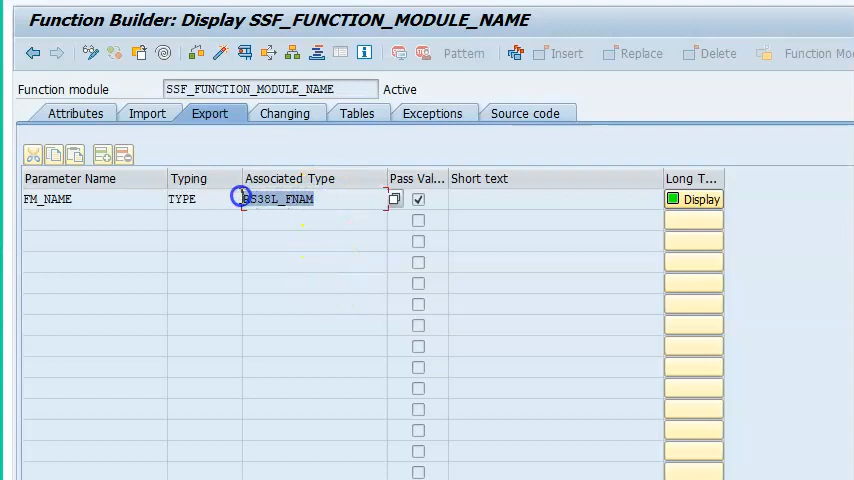 Function Builder: Display SSF_FUNCTION_MODULE_NAME
Pattern Insert Replace Delete Function Mo
Function module SSF_FUNCTION_MODULE_NAME Active
Attributes Import Export Changing Tables Exceptions Source code
Parameter Name Typing Associated Type Pass Val... Short text Long T...
FM_NAME TYPE RS38L_FNAM Display